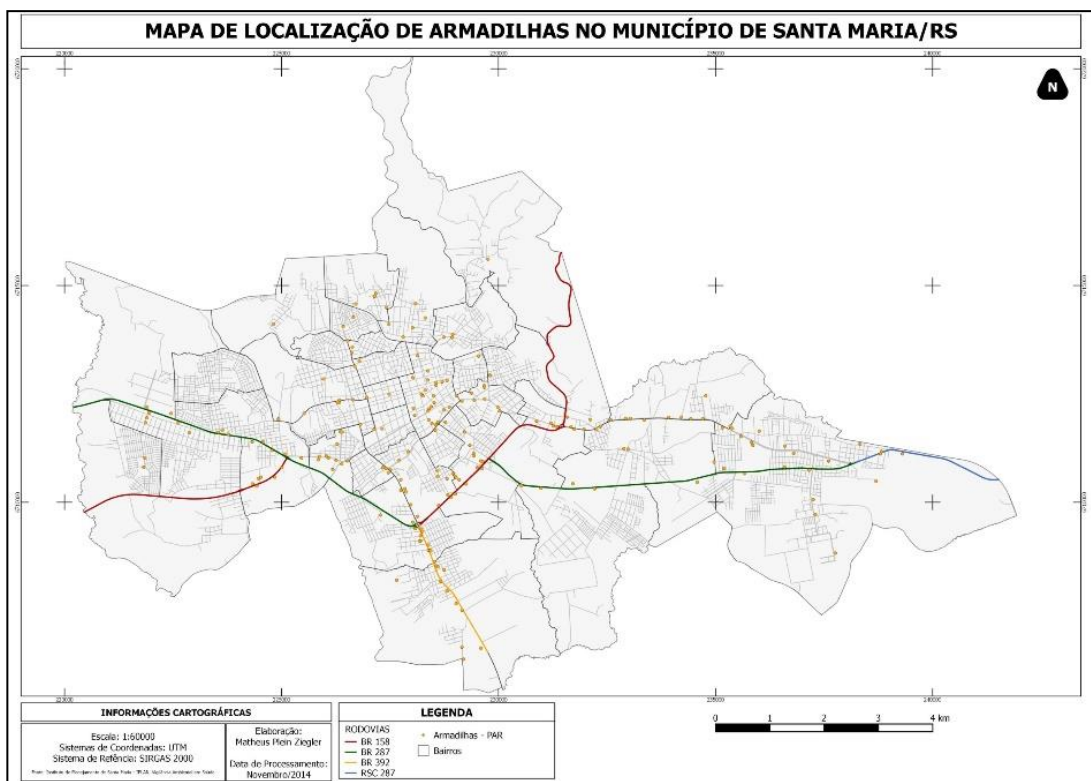 MAPA DE LOCALIZAÇÃO DE ARMADILHAS NO MUNICÍPIO DE SANTA MARIA/RS
N
INFORMAÇÕES CARTOGRÁFICAS
Escala: 1:60000
Sistemas de Coordenadas: UTM
Sistema de Refência: SIRGAS 2000
Elaboração:
Matheus Plein Ziegler
Data de Processamento:
Novembro/2014
LEGENDA
RODOVIAS
BR 158
BR 287
BR 392
RSC 287
Armadilhas - PAR
Bairros
0 1 2 3 4 km